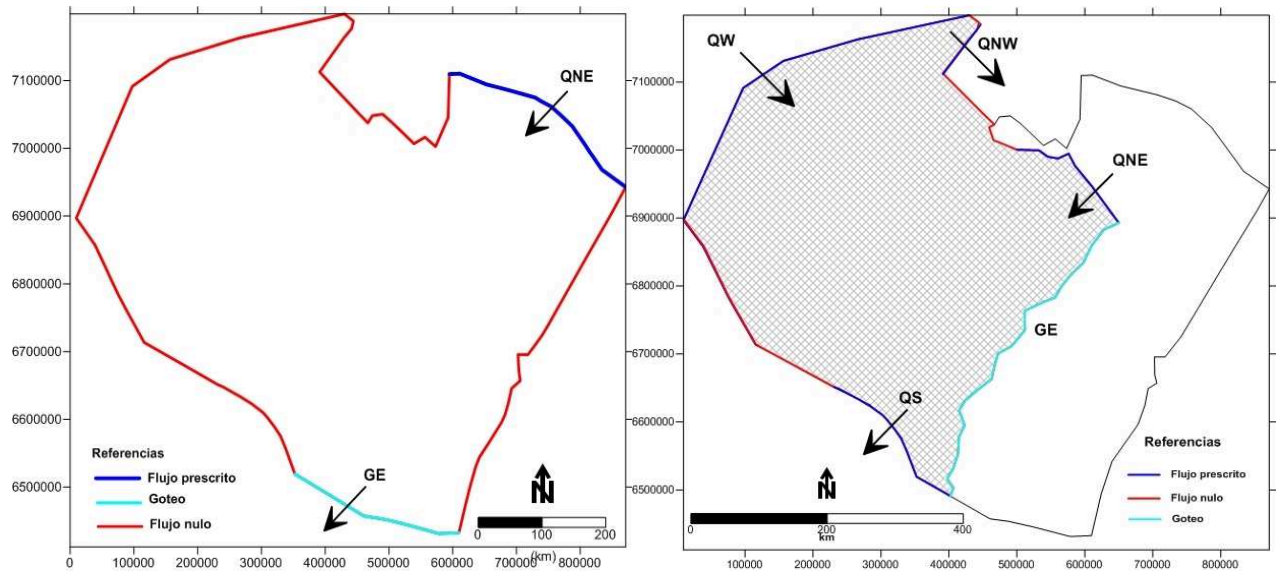 7100000
7000000
6900000
6800000
6700000
6600000
6500000
0
100000
200000
300000
400000
500000
600000
700000
800000
QNE
GE
Referencias
Flujo prescrito
Goteo
Flujo nulo
N
0
100
200
(km)
7100000
7000000
6900000
6800000
6700000
6600000
6500000
100000
200000
300000
400000
500000
600000
700000
800000
QW
QNW
QNE
GE
QS
Referencias
Flujo prescrito
Flujo nulo
Goteo
N
0
200
400
km